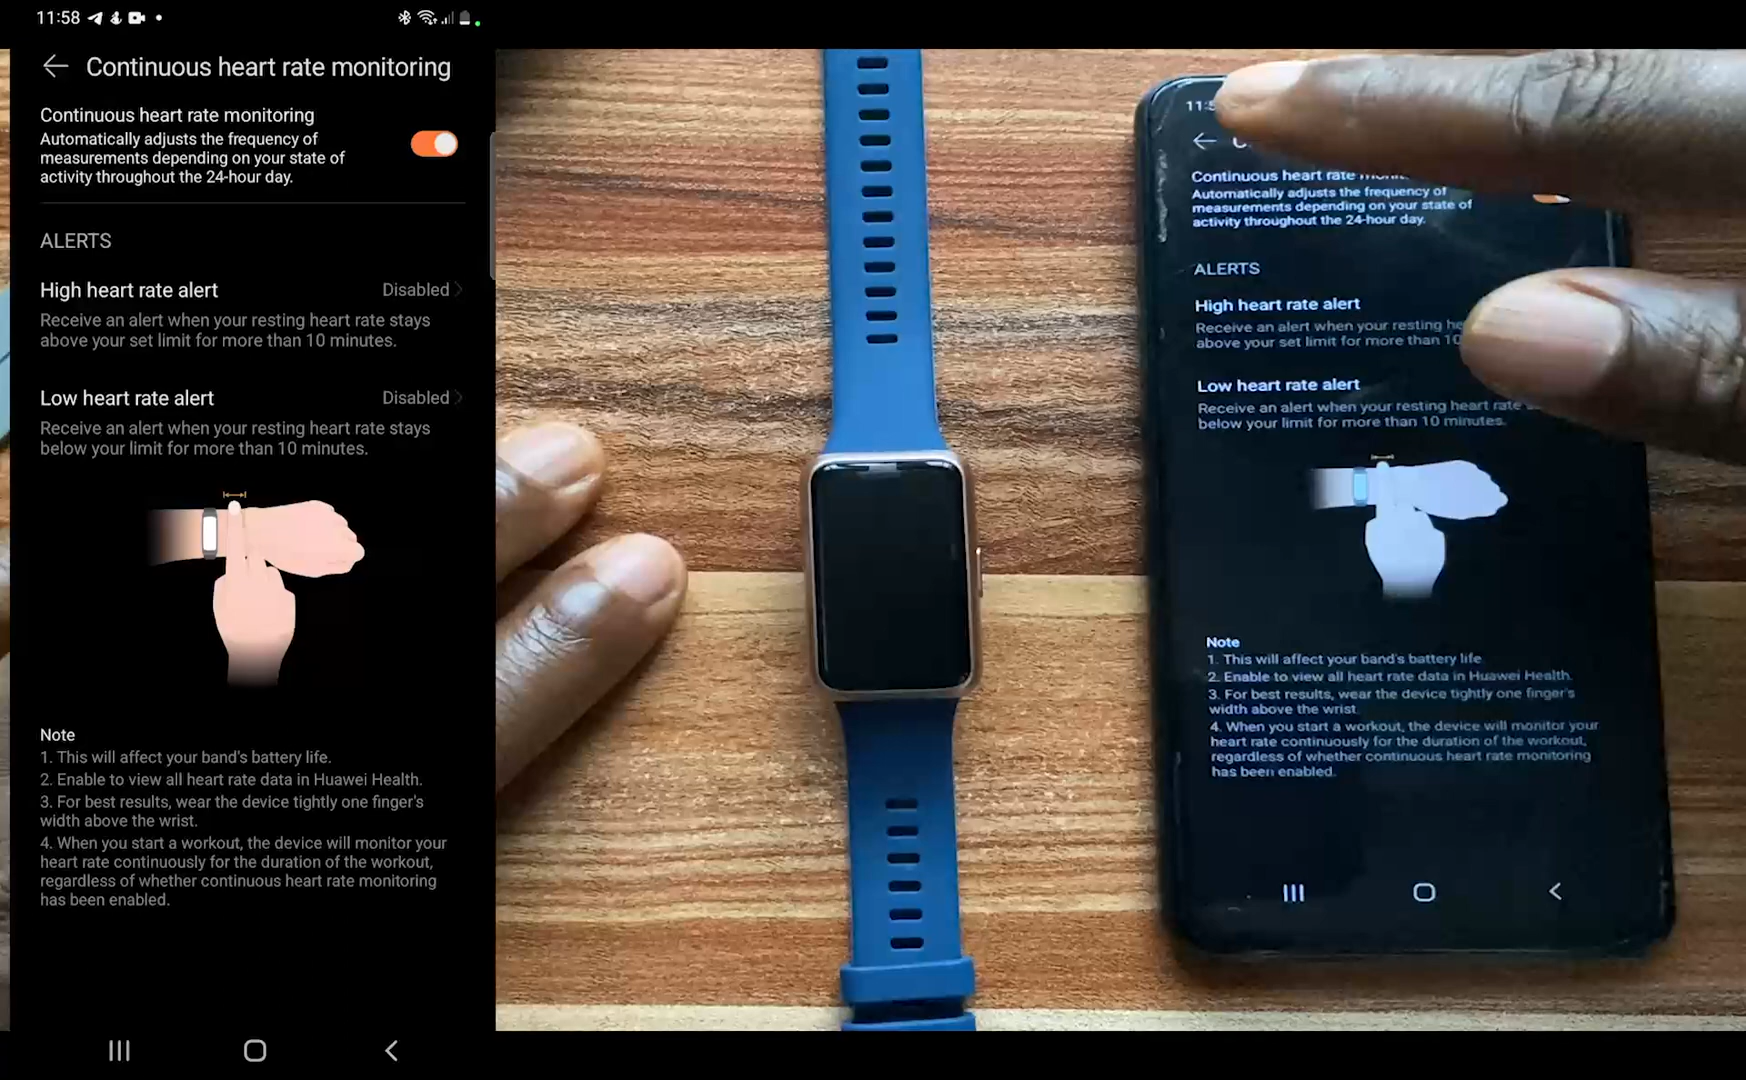 11:58
Continuous heart rate monitoring
Continuous heart rate monitoring
Automatically adjusts the frequency of
measurements depending on your state of
activity throughout the 24-hour day.
ALERTS
High heart rate alert
Disabled
Receive an alert when your resting heart rate stays
above your set limit for more than 10 minutes.
Low heart rate alert
Disabled
Receive an alert when your resting heart rate stays
below your limit for more than 10 minutes.
Note
1. This will affect your band's battery life.
2. Enable to view all heart rate data in Huawei Health.
3. For best results, wear the device tightly one finger's
width above the wrist.
4. When you start a workout, the device will monitor your
heart rate continuously for the duration of the workout,
regardless of whether continuous heart rate monitoring
has been enabled.
Continuous heart rate
Automatically adjusts the frequency of
measurements depending on your state of
activity throughout the 24-hour day.
ALERTS
High heart rate alert
Receive an alert when your resting
above your set limit for more than 10
Low heart rate alert
Receive an alert when your resting heart rate
below your limit for more than 10 minutes.
Note
1. This will affect your band's battery life
2. Enable to view all heart rate data in Huawei Health.
3. For best results, wear the device tightly one finger's
width above the wrist.
4. When you start a workout, the device will monitor your
heart rate continuously for the duration of the workout,
regardless of whether continuous heart rate monitoring
has been enabled.